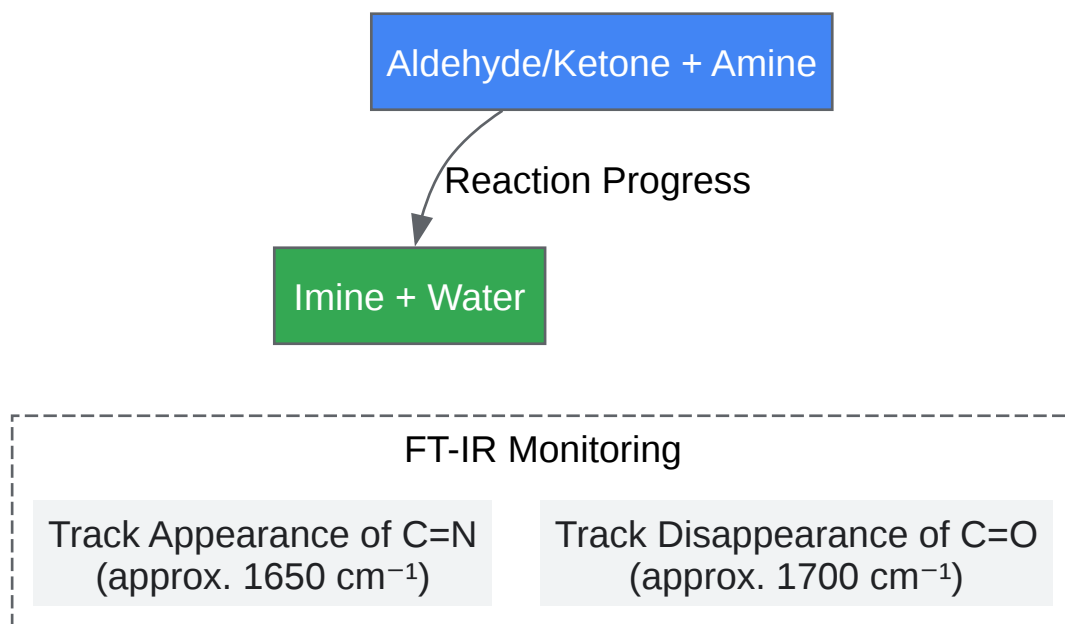 Aldehyde/Ketone + Amine
Reaction Progress
Imine + Water
FT-IR Monitoring
Track Appearance of C=N
(approx. 1650 cm⁻¹)
Track Disappearance of C=O
(approx. 1700 cm⁻¹)